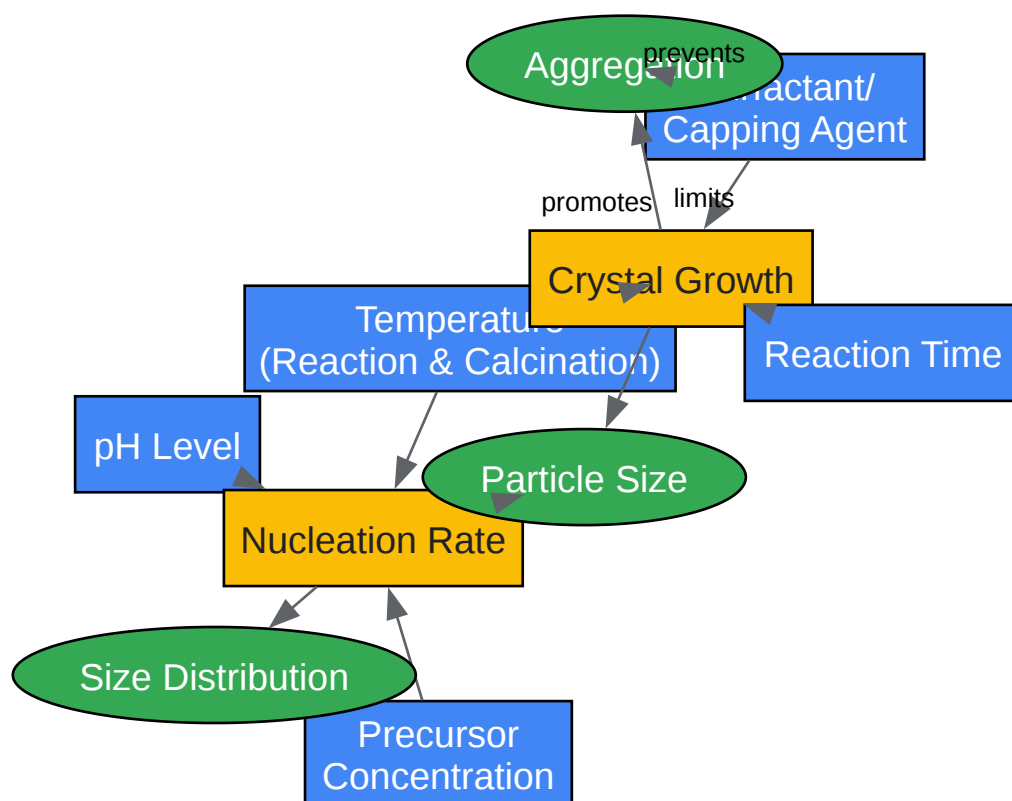 Aggregation
prevents
Capping Agent
promotes
limits
Crystal Growth
Temperature
(Reaction & Calcination)
Reaction Time
pH Level
Particle Size
Nucleation Rate
Size Distribution
Precursor
Concentration